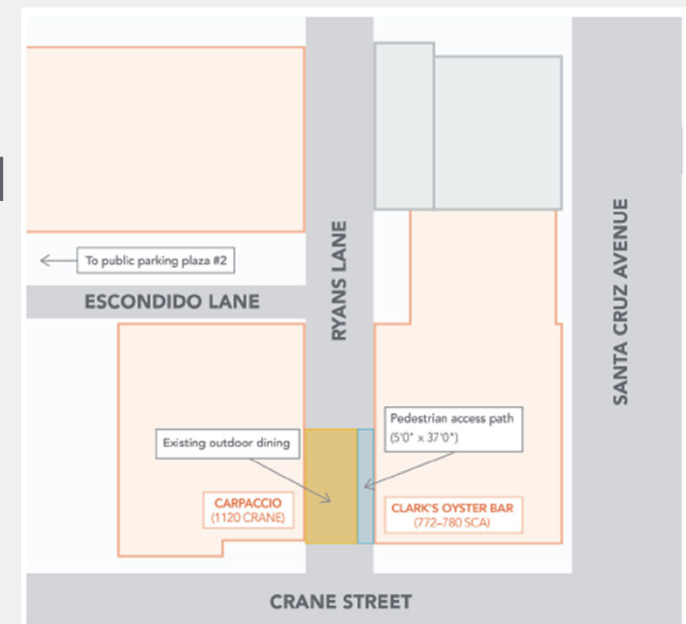 RYANS LANE
SANTA CRUZ AVENUE
To public parking plaza #2
ESCONDIDO LANE
Pedestrian access path
(5'0" x 37'0")
Existing outdoor dining
CARPACCIO
(1120 CRANE)
CLARK'S OYSTER BAR
(772–780 SCA)
CRANE STREET